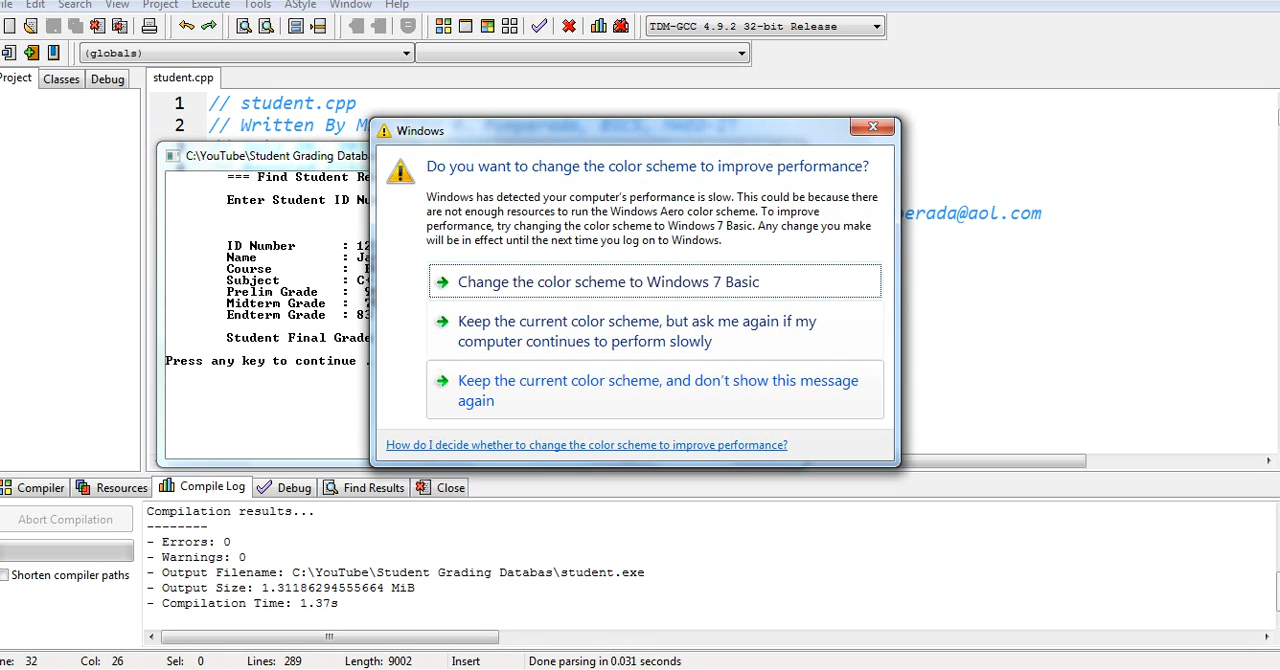 Edit Search View Project Execute Tools AStyle Window Help
TDM-GCC 4.9.2 32-bit Release
(globals)
Project Classes Debug
student.cpp
1 // student.cpp
2 // Written By
perada@aol.com
C:\YouTube\Student Grading Datab
=== Find Student Re
Enter Student ID Nu
ID Number : 12
Name : Ja
Course :
Subject : C+
Prelim Grade : 9
Midterm Grade : 7
Endterm Grade : 83
Student Final Grade
Press any key to continue .
Windows
Do you want to change the color scheme to improve performance?
Windows has detected your computer's performance is slow. This could be because there
are not enough resources to run the Windows Aero color scheme. To improve
performance, try changing the color scheme to Windows 7 Basic. Any change you make
will be in effect until the next time you log on to Windows.
Change the color scheme to Windows 7 Basic
Keep the current color scheme, but ask me again if my
computer continues to perform slowly
Keep the current color scheme, and don't show this message
again
How do I decide whether to change the color scheme to improve performance?
Compiler Resources Compile Log Debug Find Results Close
Abort Compilation
Shorten compiler paths
Compilation results...
--------
- Errors: 0
- Warnings: 0
- Output Filename: C:\YouTube\Student Grading Databas\student.exe
- Output Size: 1.31186294555664 MiB
- Compilation Time: 1.37s
ne: 32 Col: 26 Sel: 0 Lines: 289 Length: 9002 Insert Done parsing in 0.031 seconds